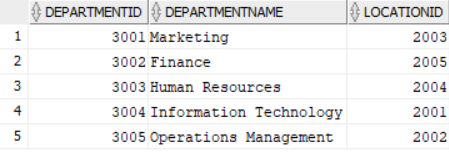 DEPARTMENTID DEPARTMENTNAME LOCATIONID
1 3001 Marketing 2003
2 3002 Finance 2005
3 3003 Human Resources 2004
4 3004 Information Technology 2001
5 3005 Operations Management 2002